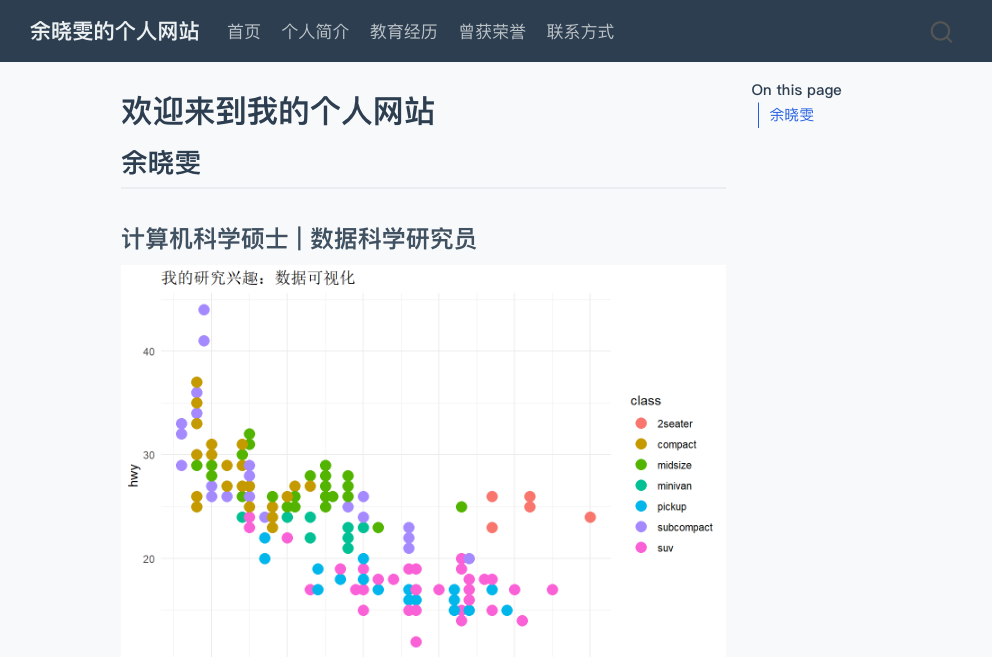 余晓雯的个人网站 首页 个人简介 教育经历 曾获荣誉 联系方式
欢迎来到我的个人网站
余晓雯
计算机科学硕士 | 数据科学研究员
我的研究兴趣：数据可视化
40
30
20
hwy
class
2seater
compact
midsize
minivan
pickup
subcompact
suv
On this page
余晓雯